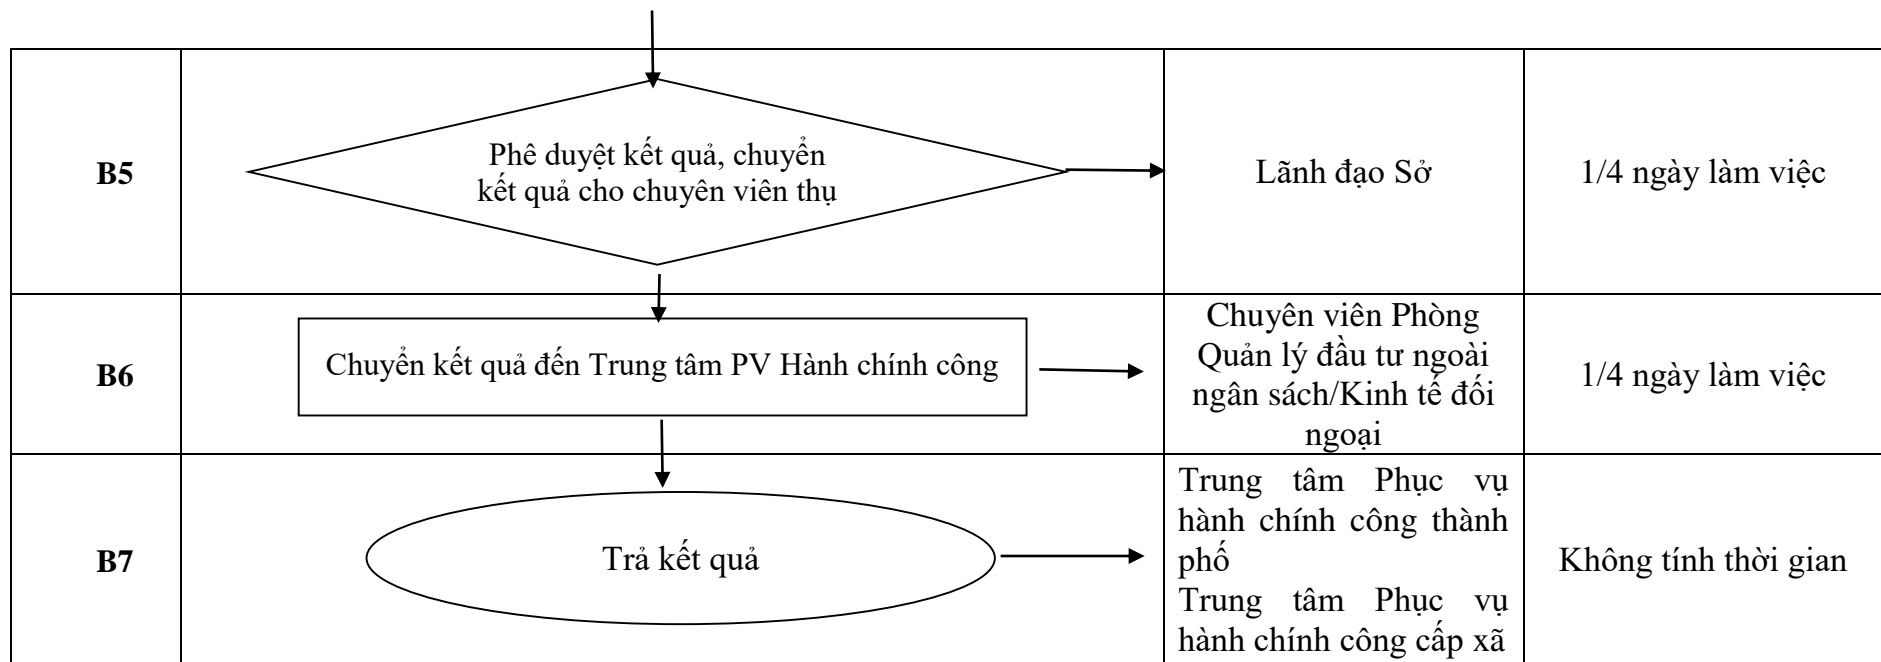 B5
Phê duyệt kết quả, chuyển
kết quả cho chuyên viên thụ
Lãnh đạo Sở
1/4 ngày làm việc
B6
Chuyển kết quả đến Trung tâm PV Hành chính công
Chuyên viên Phòng
Quản lý đầu tư ngoài
ngân sách/Kinh tế đối
ngoại
1/4 ngày làm việc
B7
Trả kết quả
Trung tâm Phục vụ
hành chính công thành
phố
Trung tâm Phục vụ
hành chính công cấp xã
Không tính thời gian